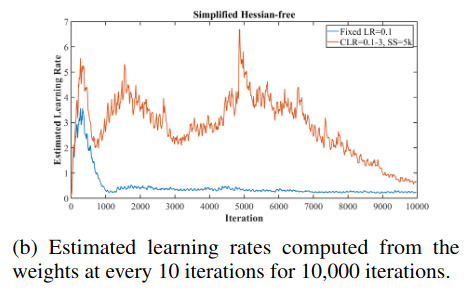 Simplified Hessian-free
Fixed LR=0.1
CLR=0.1-3, SS=5k
Estimated Learning Rate
7
6
5
4
3
2
1
0
0 1000 2000 3000 4000 5000 6000 7000 8000 9000 10000
Iteration
(b) Estimated learning rates computed from the
weights at every 10 iterations for 10,000 iterations.